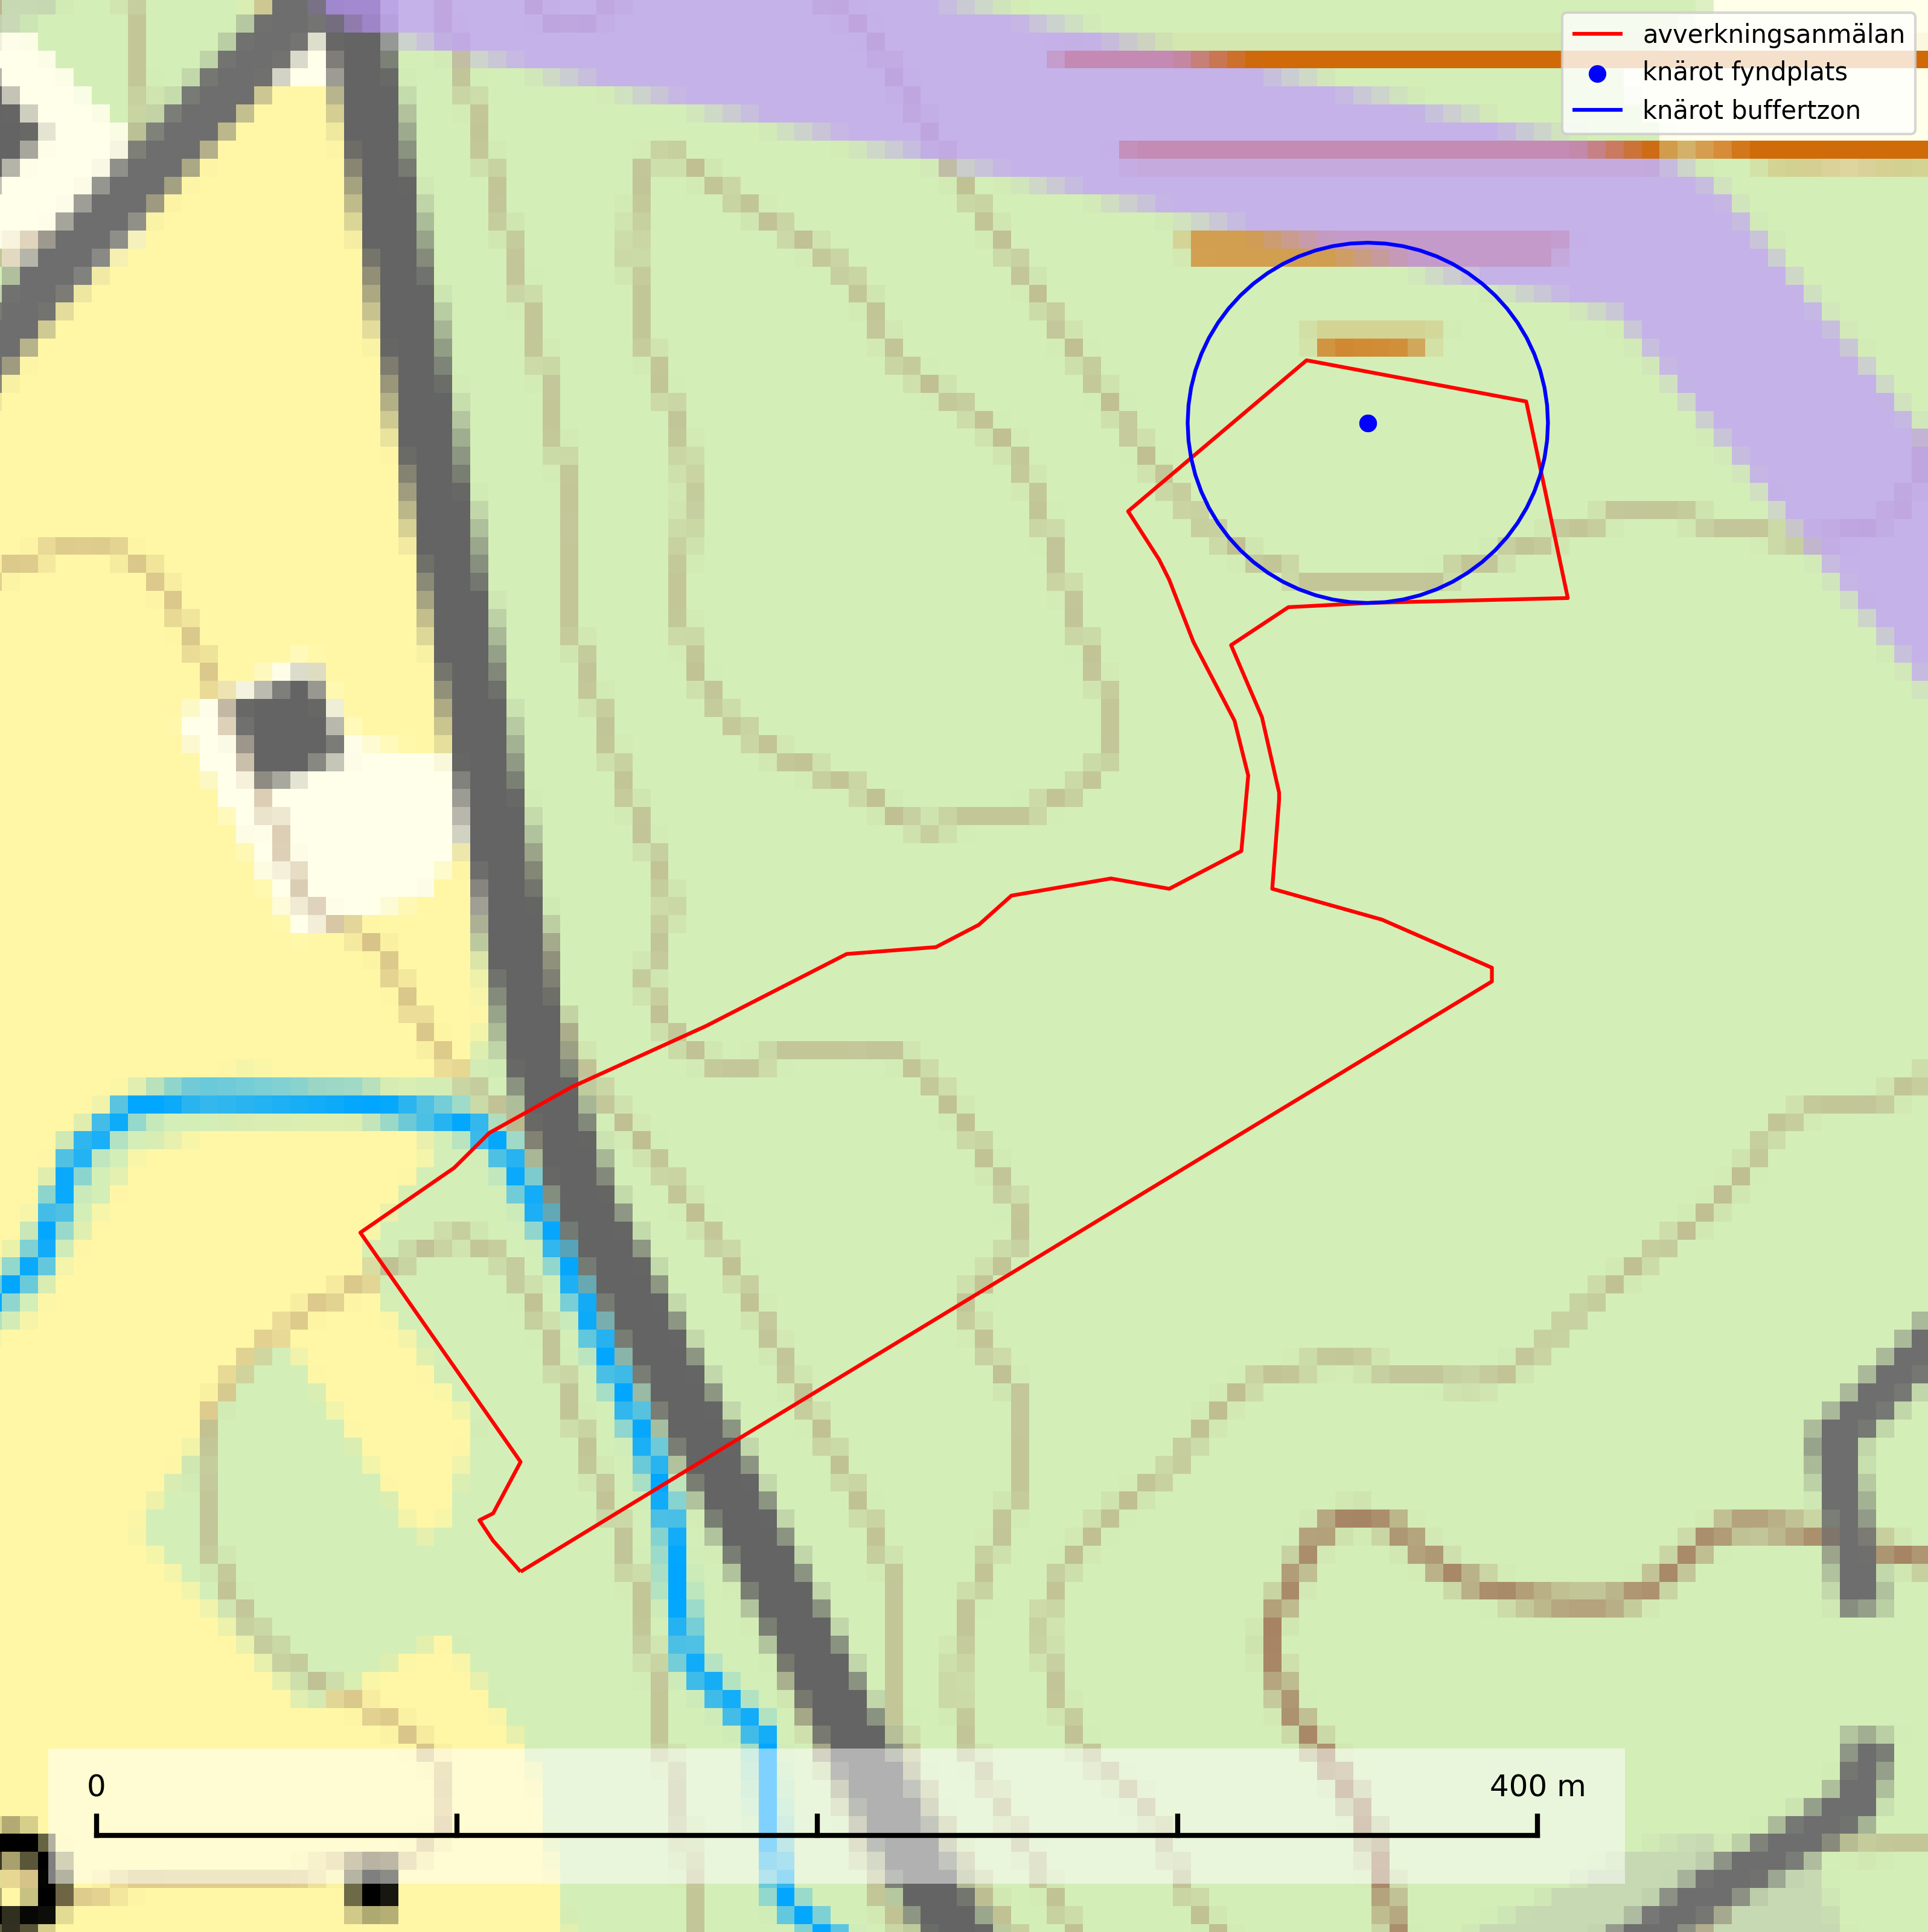 avverkningsanmälan
knärot fyndplats
knärot buffertzon
0
400 m